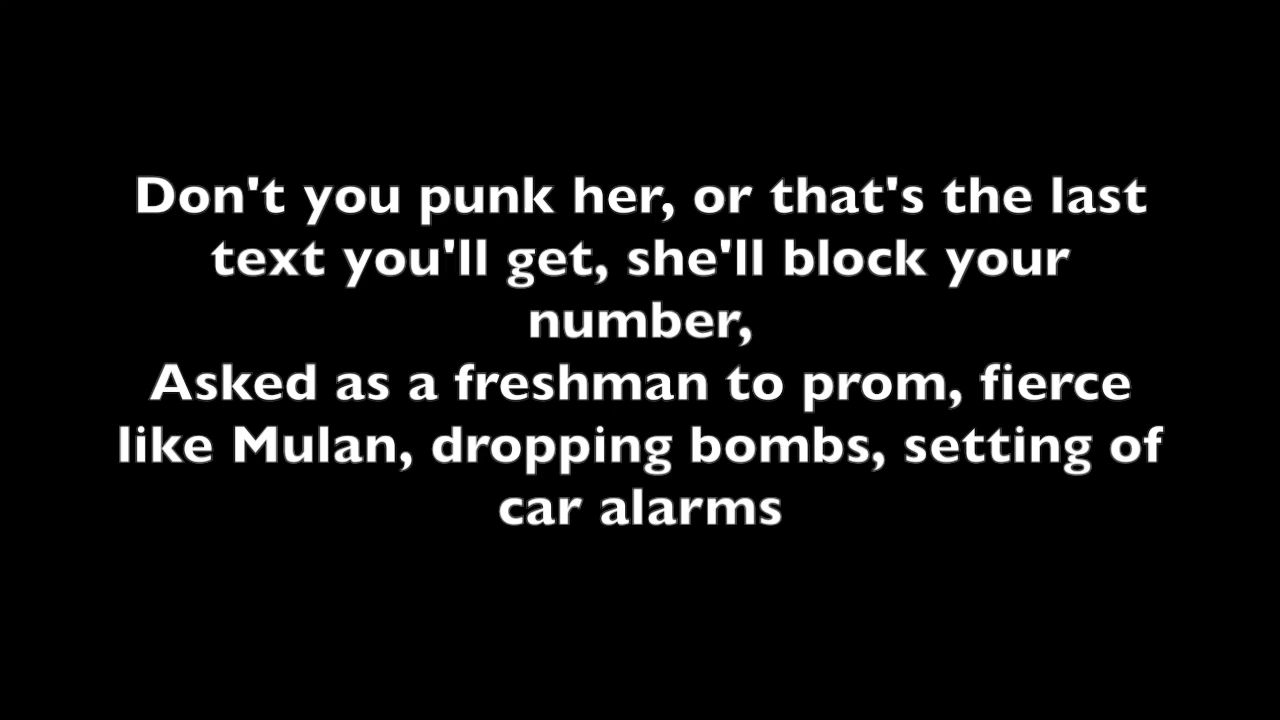 Don't you punk her, or that's the last
text you'll get, she'll block your
number,
Asked as a freshman to prom, fierce
like Mulan, dropping bombs, setting of
car alarms